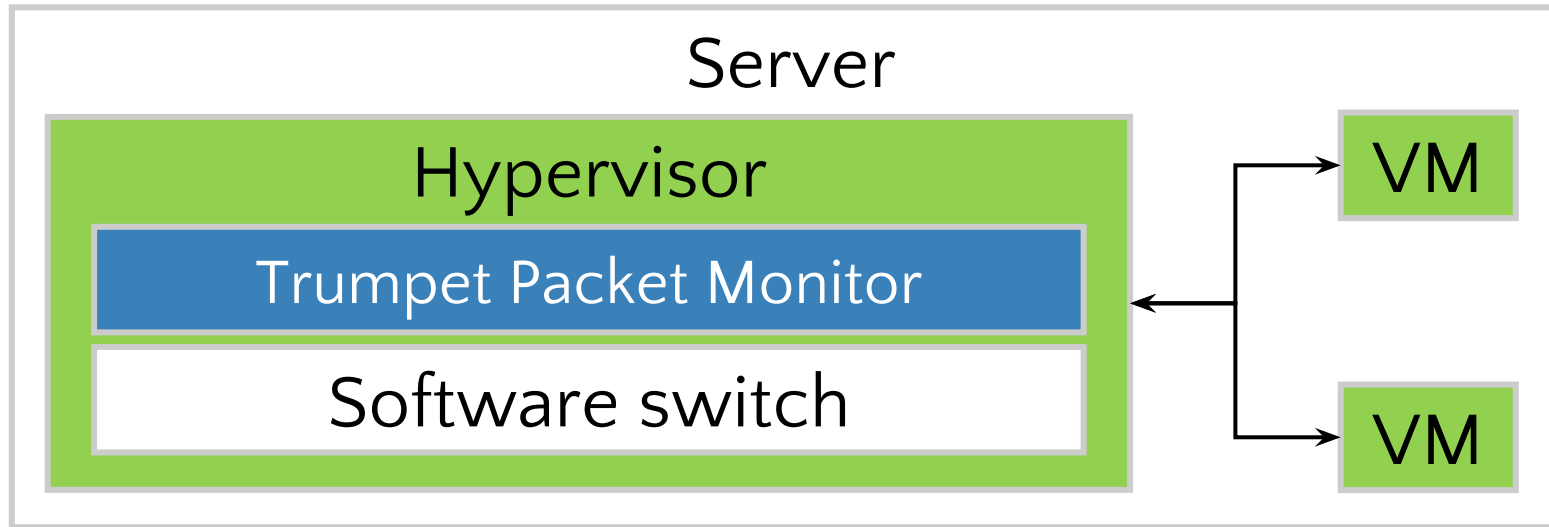 Server
Hypervisor
VM
Trumpet Packet Monitor
Software switch
VM